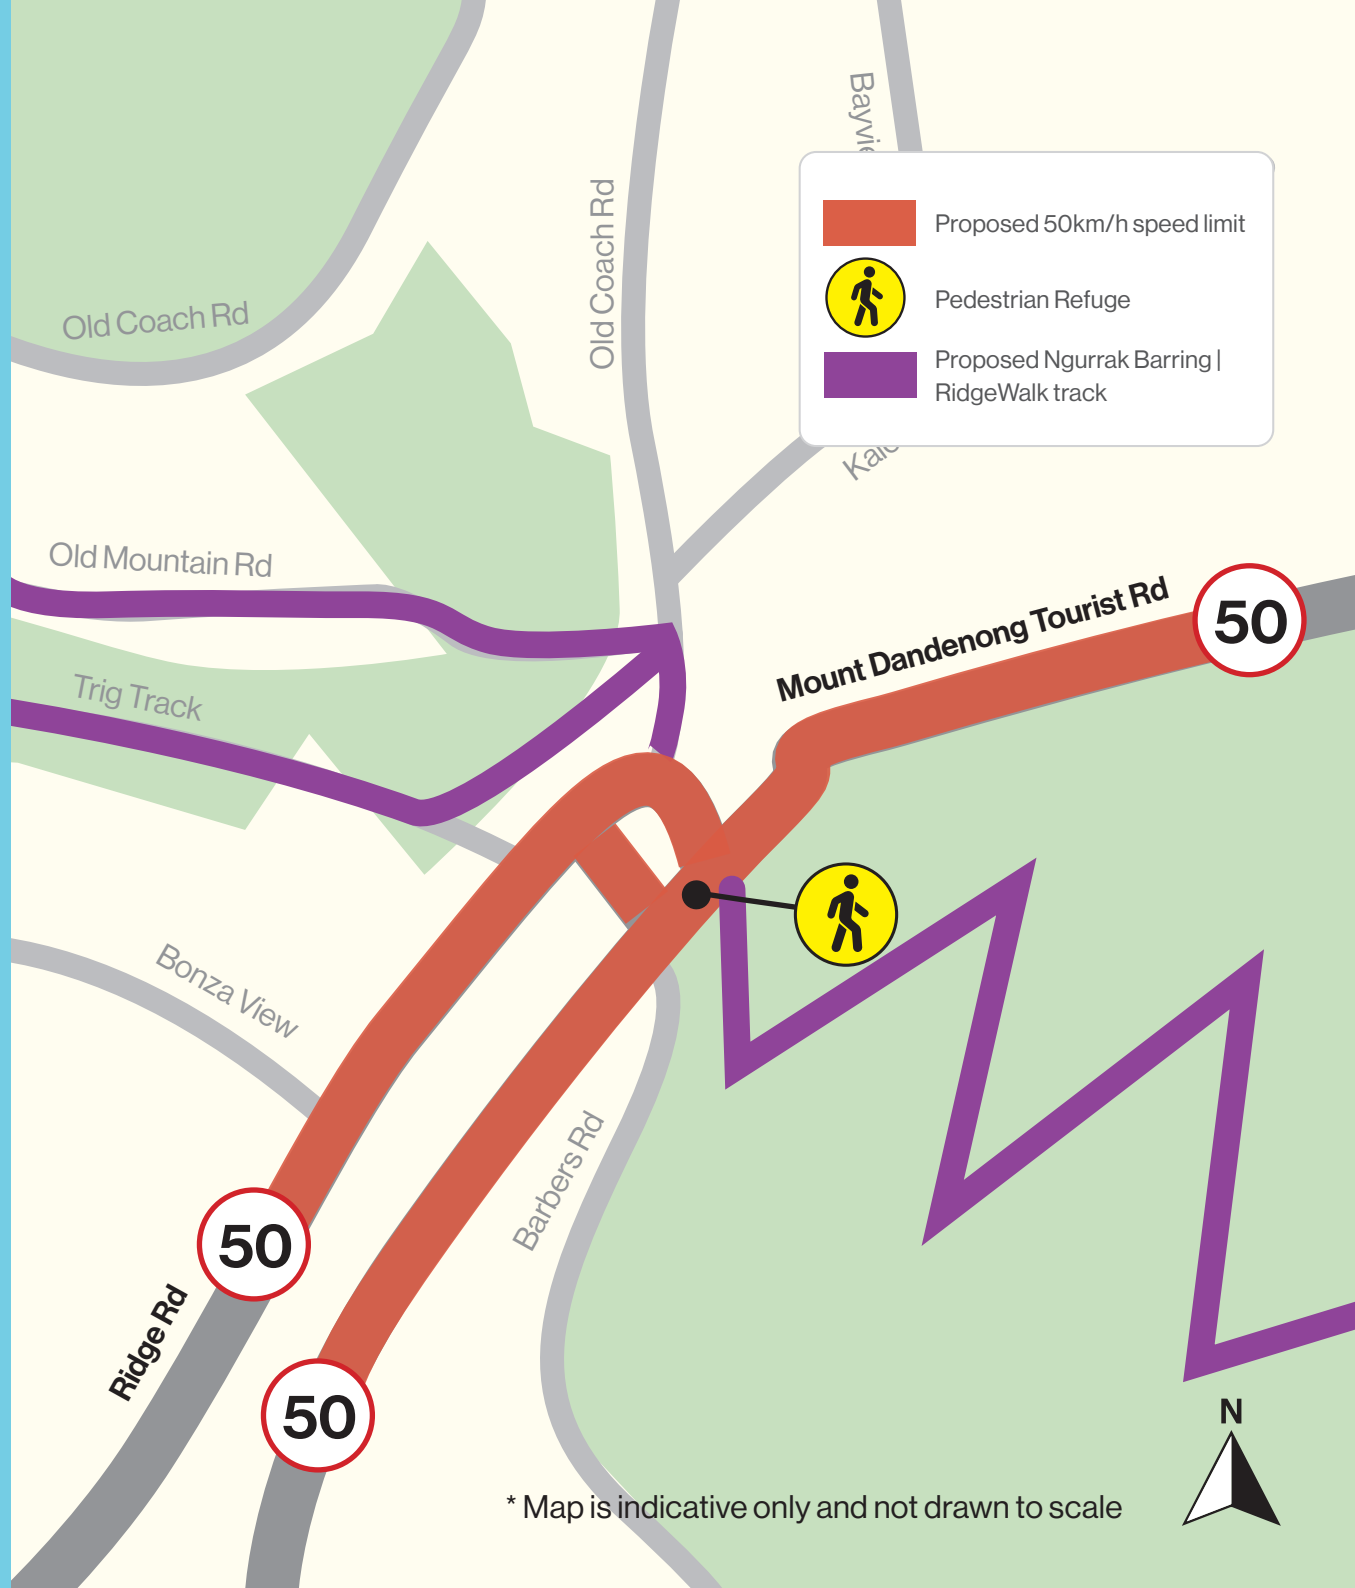 Old Coach Rd
Old Coach Rd
Proposed 50km/h speed limit
Pedestrian Refuge
Proposed Ngurrak Barring |
RidgeWalk track
Old Mountain Rd
Trig Track
Mount Dandenong Tourist Rd
50
Bonza View
Barbers Rd
50
Ridge Rd
50
N
* Map is indicative only and not drawn to scale